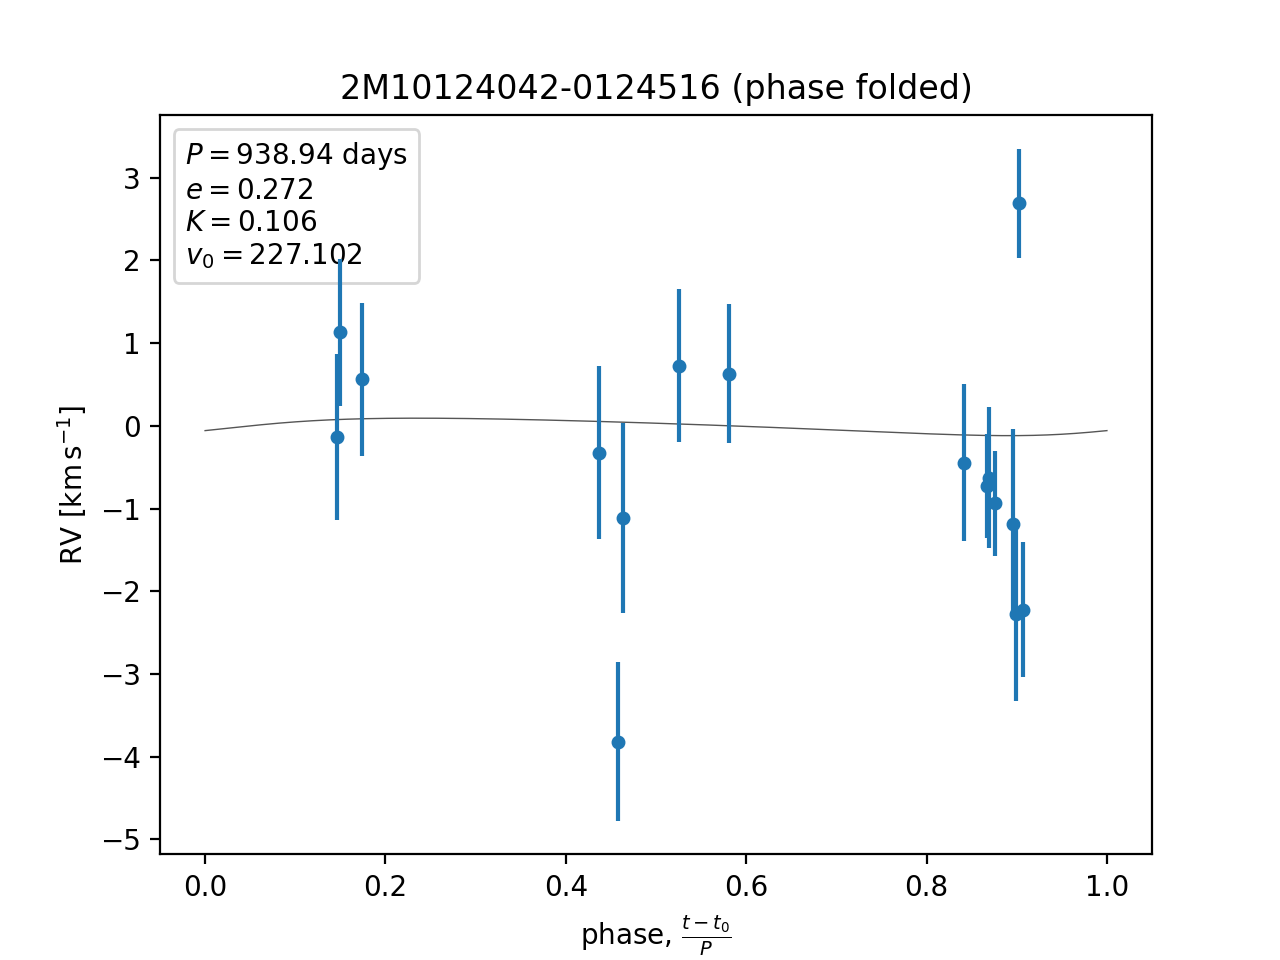 2M10124042-0124516 (phase folded)
P = 938.94 days
e = 0.272
K = 0.106
v₀ = 227.102
3
2
1
0
−1
−2
−3
−4
−5
RV [km s⁻¹]
0.0 0.2 0.4 0.6 0.8 1.0
phase, (t − t₀)/P